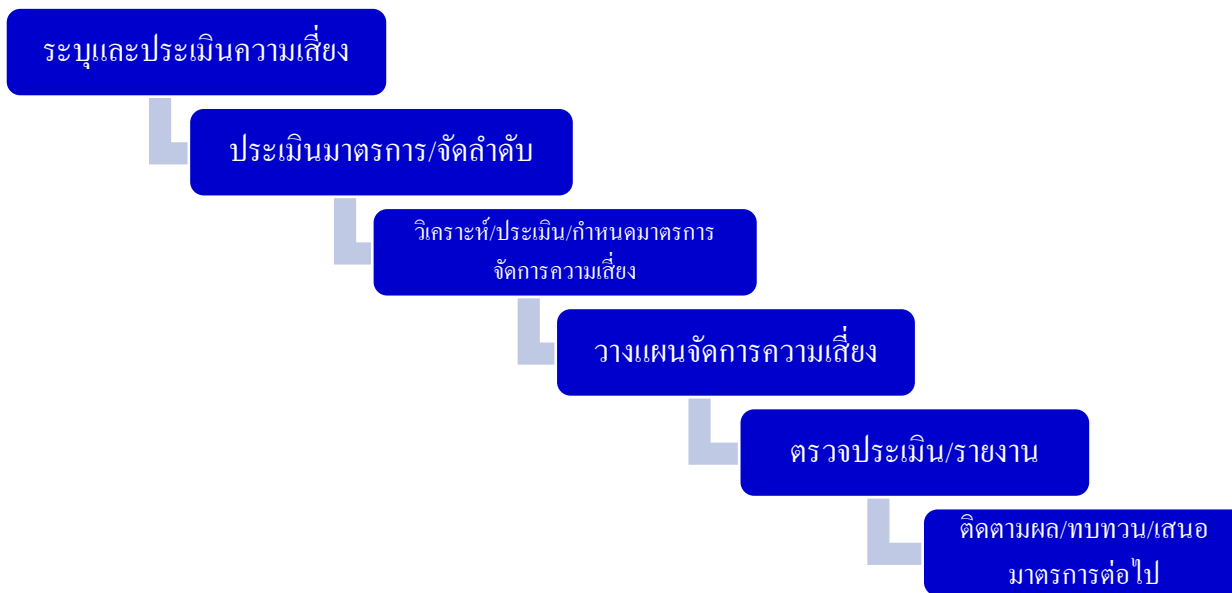 ระบุและประเมินความเสี่ยง
ประเมินมาตรการ/จัดลำดับ
วิเคราะห์/ประเมิน/กำหนดมาตรการ
จัดการความเสี่ยง
วางแผนจัดการความเสี่ยง
ตรวจประเมิน/รายงาน
ติดตามผล/ทบทวน/เสนอ
มาตรการต่อไป